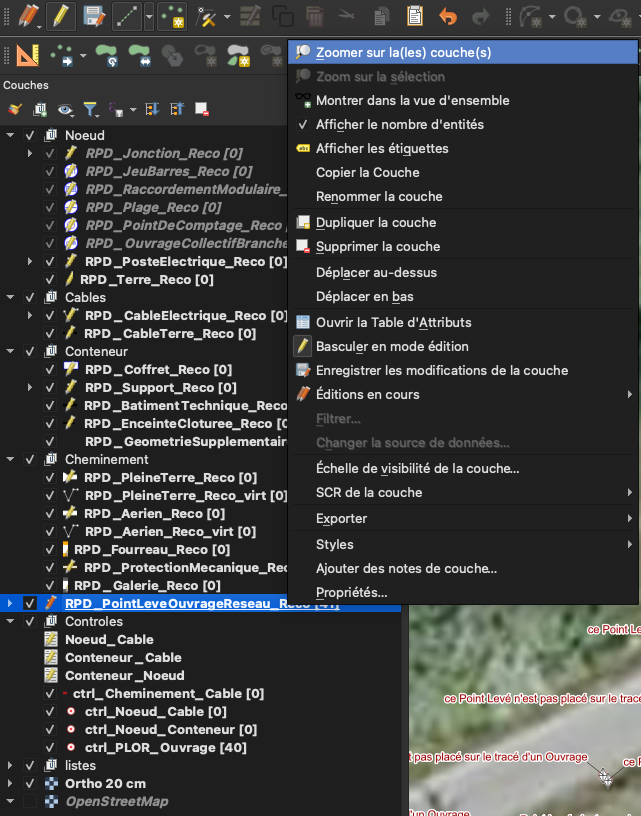 Couches
Noeud
RPD_Jonction_Reco [0]
RPD_JeuBarres_Reco [0]
RPD_RaccordementModulaire_
RPD_Plage_Reco [0]
RPD_PointDeComptage_Reco
RPD_OuvrageCollectifBranche
RPD_PosteElectrique_Reco [0]
RPD_Terre_Reco [0]
Cables
RPD_CableElectrique_Reco [0]
RPD_CableTerre_Reco [0]
Conteneur
RPD_Coffret_Reco [0]
RPD_Support_Reco [0]
RPD_BatimentTechnique_Reco
RPD_EnceinteCloturee_Reco [0
RPD_GeometrieSupplementair
Cheminement
RPD_PleineTerre_Reco [0]
RPD_PleineTerre_Reco_virt [0]
RPD_Aerien_Reco [0]
RPD_Aerien_Reco_virt [0]
RPD_Fourreau_Reco [0]
RPD_ProtectionMecanique_Rec
RPD_Galerie_Reco [0]
RPD_PointLeveOuvrageReseau_Reco [41]
Controles
Noeud_Cable
Conteneur_Cable
Conteneur_Noeud
ctrl_Cheminement_Cable [0]
ctrl_Noeud_Cable [0]
ctrl_Noeud_Conteneur [0]
ctrl_PLOR_Ouvrage [40]
listes
Ortho 20 cm
OpenStreetMap
Zoomer sur la(les) couche(s)
Zoom sur la sélection
Montrer dans la vue d'ensemble
Afficher le nombre d'entités
abc
Afficher les étiquettes
Copier la Couche
Renommer la couche
Dupliquer la couche
Supprimer la couche
Déplacer au-dessus
Déplacer en bas
Ouvrir la Table d'Attributs
Basculer en mode édition
Enregistrer les modifications de la couche
Éditions en cours
Filtrer...
Changer la source de données...
Échelle de visibilité de la couche...
SCR de la couche
Exporter
Styles
Ajouter des notes de couche...
Propriétés...
ce Point Le
ce Point Levé n'est pas placé sur le tracé
pas placé sur le tracé d'un Ouvrage
ce P
d'un Ouvrage